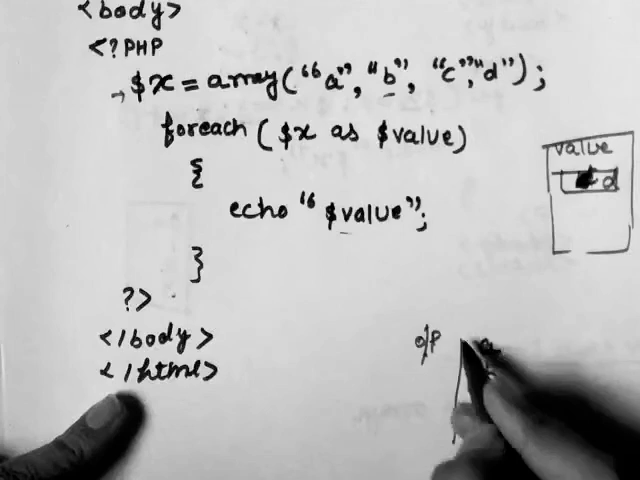 <body>
<?PHP
$x = array("a", "b", "c","d");
foreach ($x as $value)
{
echo "$value";
}
?>
</body>
</html>
value
d
o/p
a